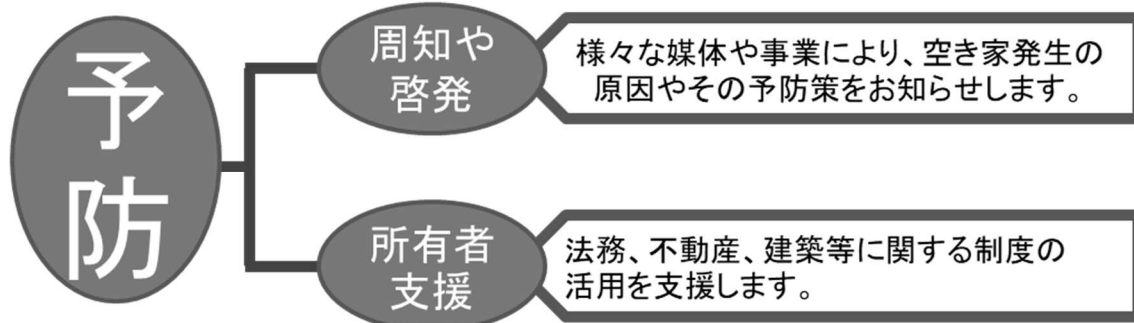 予防
周知や
啓発
様々な媒体や事業により、空き家発生の
原因やその予防策をお知らせします。
所有者
支援
法務、不動産、建築等に関する制度の
活用を支援します。